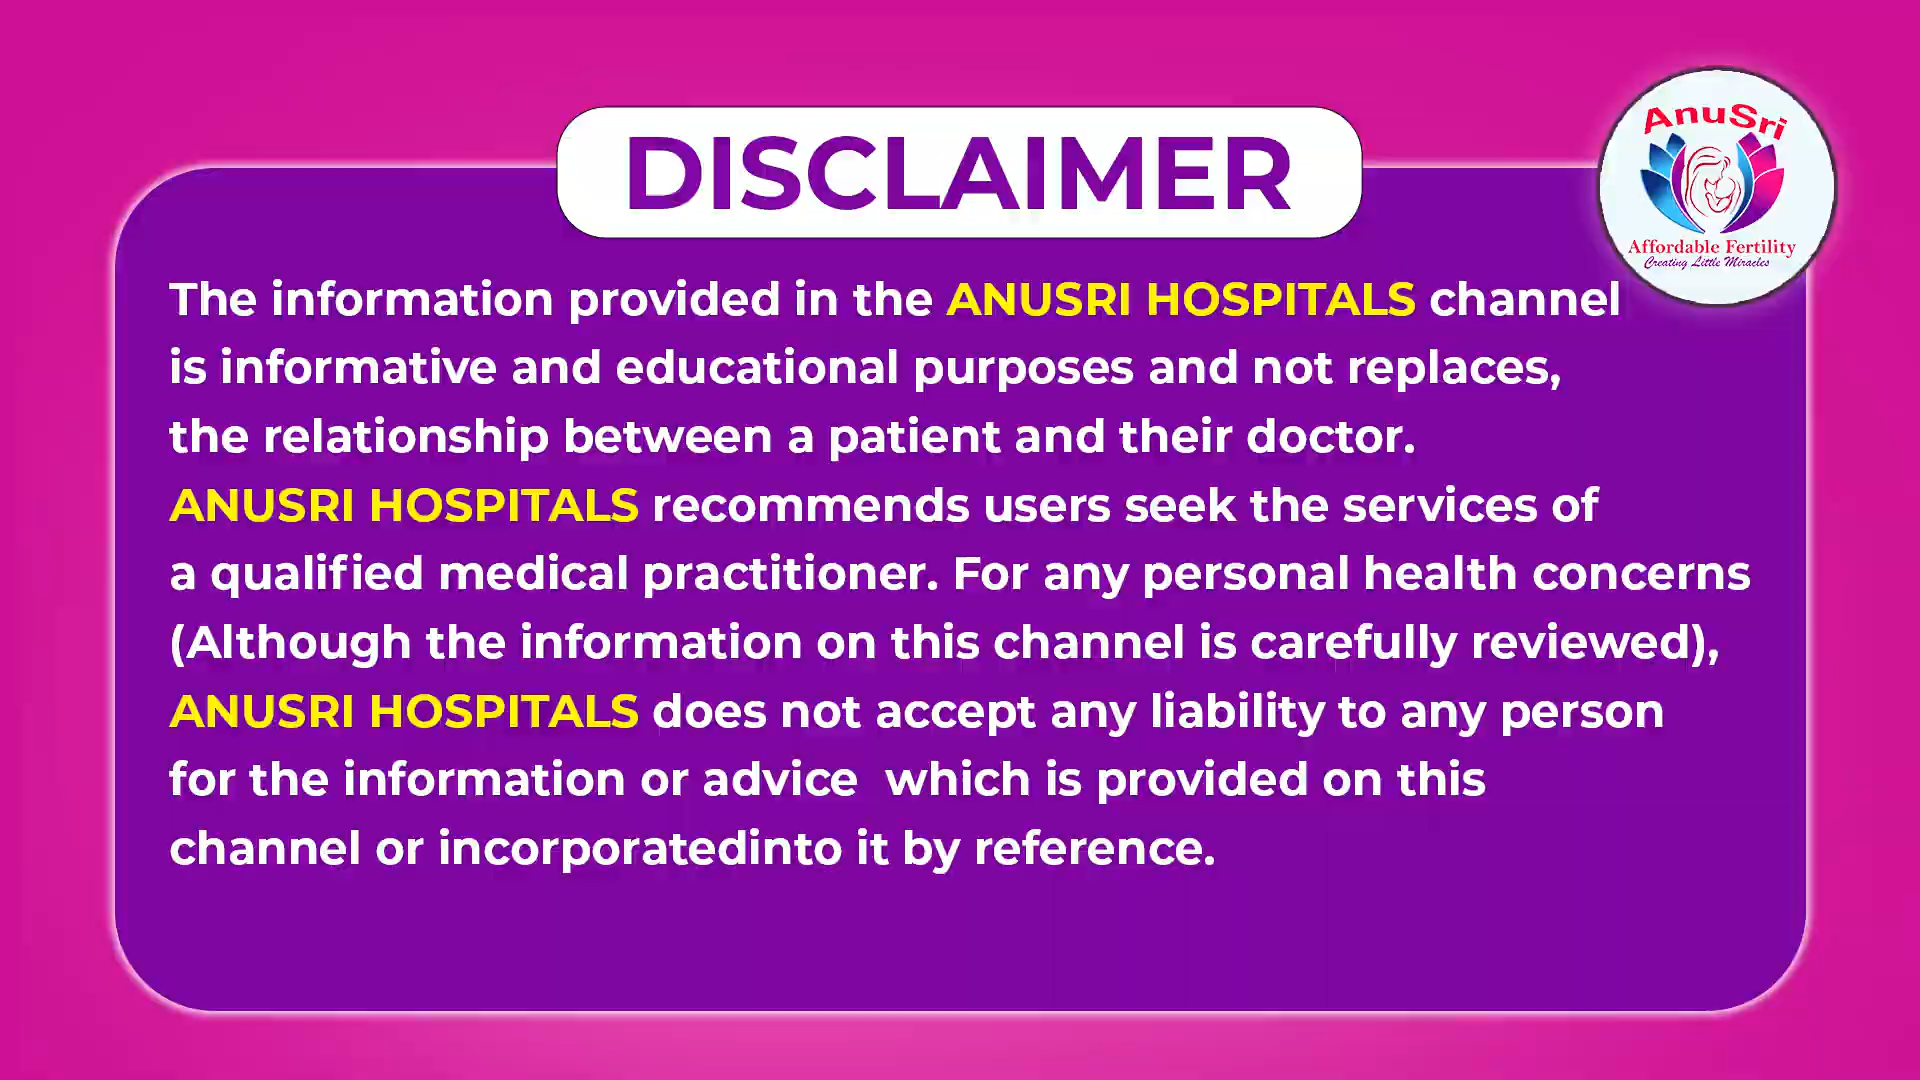 DISCLAIMER
AnuSri
Affordable Fertility
Creating Little Miracles
The information provided in the ANUSRI HOSPITALS channel
is informative and educational purposes and not replaces,
the relationship between a patient and their doctor.
ANUSRI HOSPITALS recommends users seek the services of
a qualified medical practitioner. For any personal health concerns
(Although the information on this channel is carefully reviewed),
ANUSRI HOSPITALS does not accept any liability to any person
for the information or advice  which is provided on this
channel or incorporatedinto it by reference.